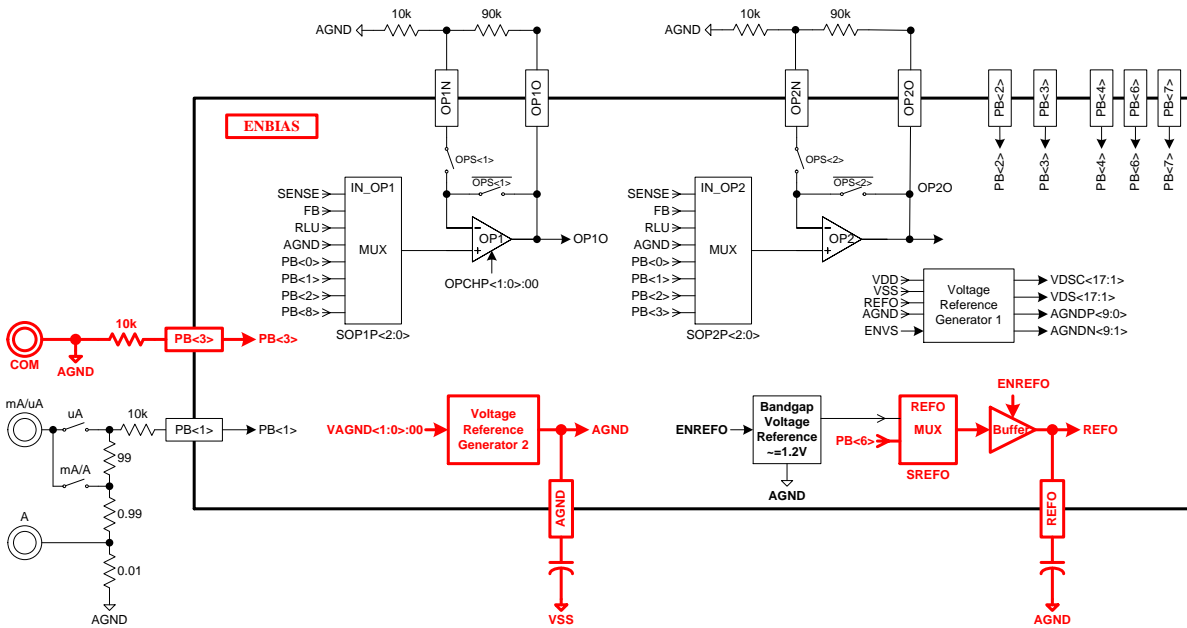 10k
90k
AGND
OP1N
OP1O
10k
90k
AGND
OP2N
OP2O
PB<2>
PB<3>
PB<4>
PB<6>
PB<7>
PB<2>
PB<3>
PB<4>
PB<6>
PB<7>
ENBIAS
OPS<1>
OPS<1>
SENSE
FB
RLU
AGND
PB<0>
PB<1>
PB<2>
PB<8>
IN_OP1
MUX
SOP1P<2:0>
OP1
OP1O
OPCHP<1:0>:00
OPS<2>
OPS<2>
OP2O
SENSE
FB
RLU
AGND
PB<0>
PB<1>
PB<2>
PB<3>
IN_OP2
MUX
SOP2P<2:0>
OP2
VDD
VSS
REFO
AGND
ENVS
Voltage
Reference
Generator 1
VDSC<17:1>
VDS<17:1>
AGNDP<9:0>
AGNDN<9:1>
COM
AGND
10k
PB<3>
PB<3>
mA/uA
uA
10k
PB<1>
PB<1>
99
mA/A
0.99
A
0.01
AGND
VAGND<1:0>:00
Voltage
Reference
Generator 2
AGND
AGND
VSS
ENREFO
Bandgap
Voltage
Reference
~=1.2V
AGND
PB<6>
REFO
MUX
SREFO
ENREFO
Buffer
REFO
REFO
AGND